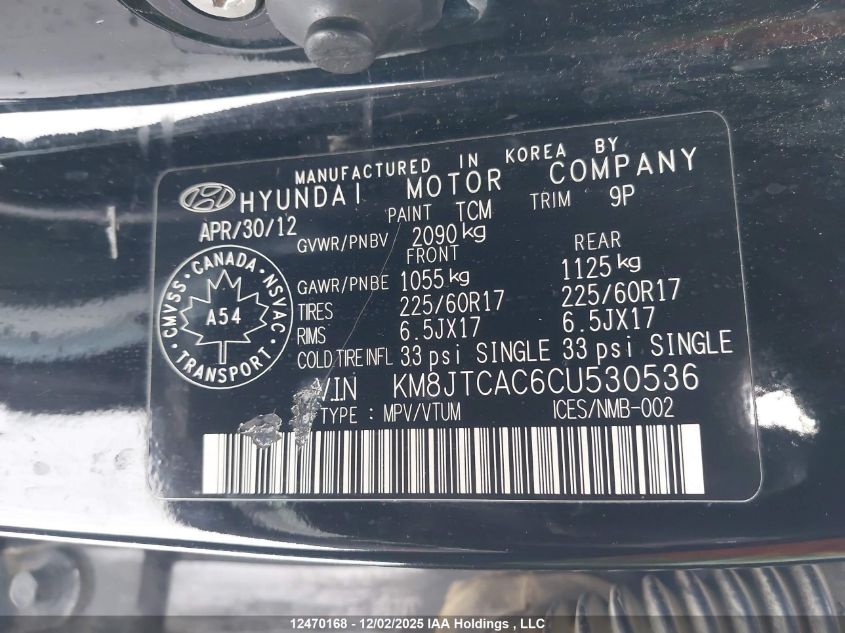 MANUFACTURED IN KOREA BY
HYUNDAI MOTOR COMPANY
APR/30/12 PAINT TCM TRIM 9P
GVWR/PNBV 2090 kg
FRONT REAR
GAWR/PNBE 1055 kg 1125 kg
TIRES 225/60R17 225/60R17
RIMS 6.5JX17 6.5JX17
COLD TIRE INFL 33 psi SINGLE 33 psi SINGLE
CMVSS · CANADA · NSVAC
A54
TRANSPORT
V.I.N KM8JTCAC6CU530536
TYPE : MPV/VTUM ICES/NMB-002
12470168 - 12/02/2025 IAA Holdings , LLC